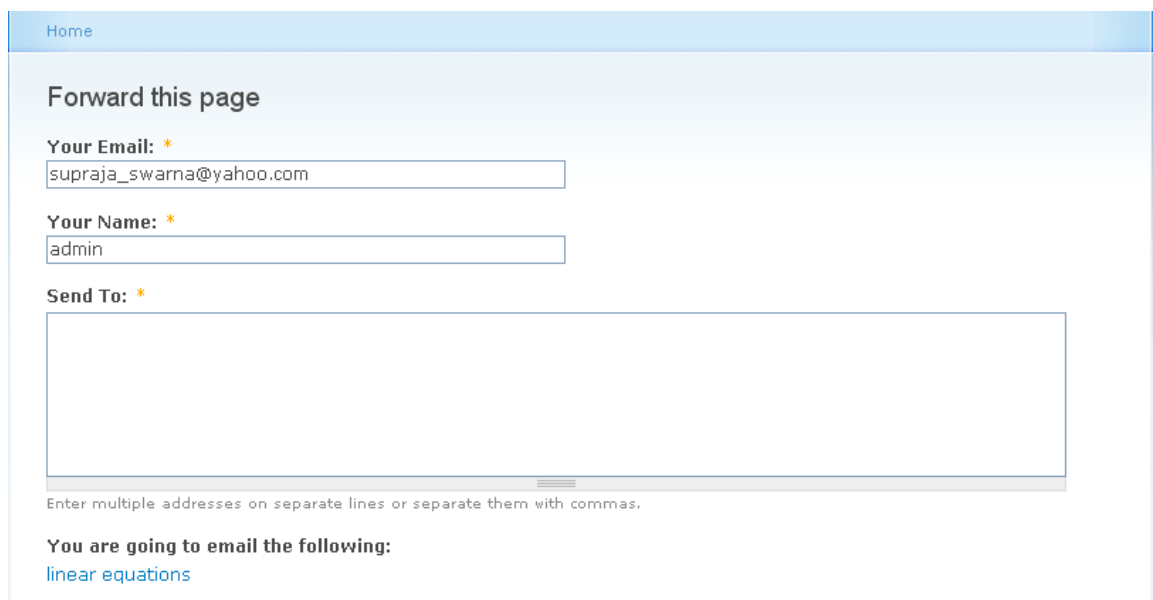 Home
Forward this page
Your Email: *
supraja_swarna@yahoo.com
Your Name: *
admin
Send To: *
Enter multiple addresses on separate lines or separate them with commas.
You are going to email the following:
linear equations